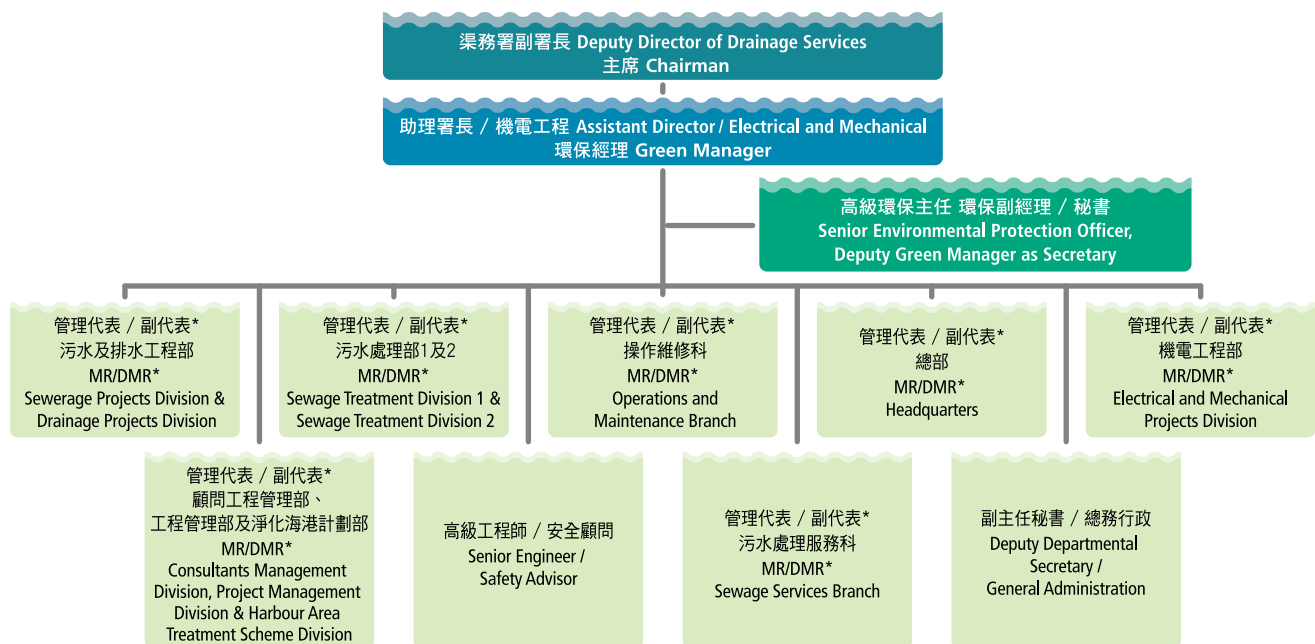 渠務署副署長 Deputy Director of Drainage Services
主席 Chairman
助理署長 / 機電工程 Assistant Director / Electrical and Mechanical
環保經理 Green Manager
高級環保主任 環保副經理 / 秘書
Senior Environmental Protection Officer,
Deputy Green Manager as Secretary
管理代表 / 副代表*
污水及排水工程部
MR/DMR*
Sewerage Projects Division &
Drainage Projects Division
管理代表 / 副代表*
污水處理部1及2
MR/DMR*
Sewage Treatment Division 1 &
Sewage Treatment Division 2
管理代表 / 副代表*
操作維修科
MR/DMR*
Operations and
Maintenance Branch
管理代表 / 副代表*
總部
MR/DMR*
Headquarters
管理代表 / 副代表*
機電工程部
MR/DMR*
Electrical and Mechanical
Projects Division
管理代表 / 副代表*
顧問工程管理部、
工程管理部及淨化海港計劃部
MR/DMR*
Consultants Management
Division, Project Management
Division & Harbour Area
Treatment Scheme Division
高級工程師 / 安全顧問
Senior Engineer /
Safety Advisor
管理代表 / 副代表*
污水處理服務科
MR/DMR*
Sewage Services Branch
副主任秘書 / 總務行政
Deputy Departmental
Secretary /
General Administration